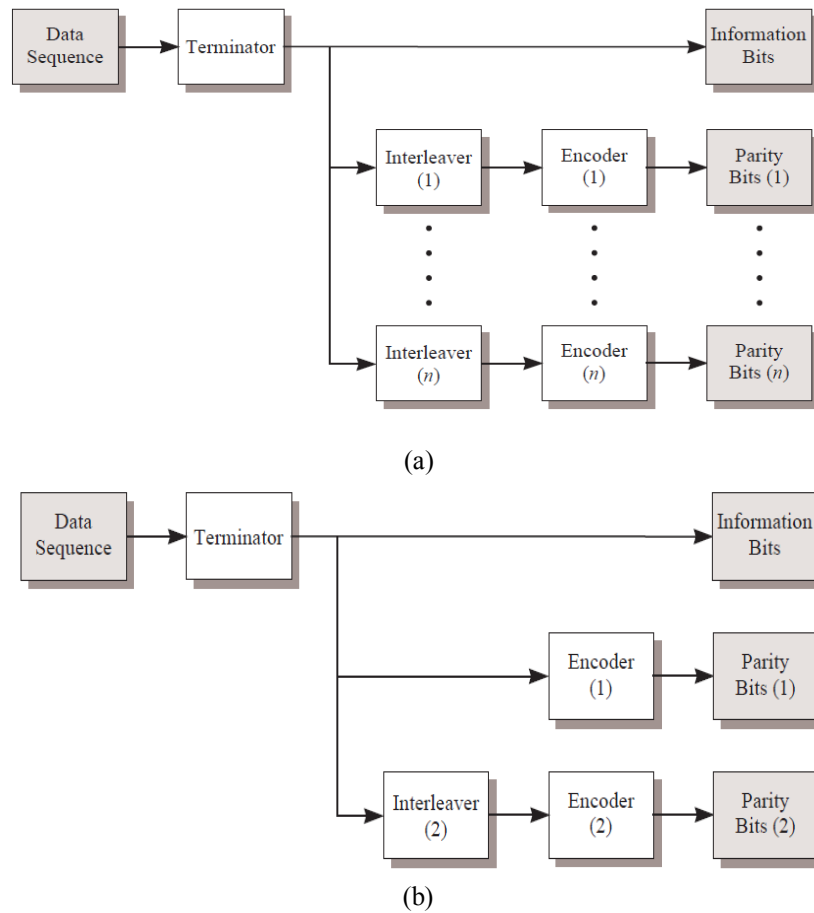 Data
Sequence
Terminator
Information
Bits
Interleaver
(1)
Encoder
(1)
Parity
Bits (1)
Interleaver
(n)
Encoder
(n)
Parity
Bits (n)
(a)
Data
Sequence
Terminator
Information
Bits
Encoder
(1)
Parity
Bits (1)
Interleaver
(2)
Encoder
(2)
Parity
Bits (2)
(b)